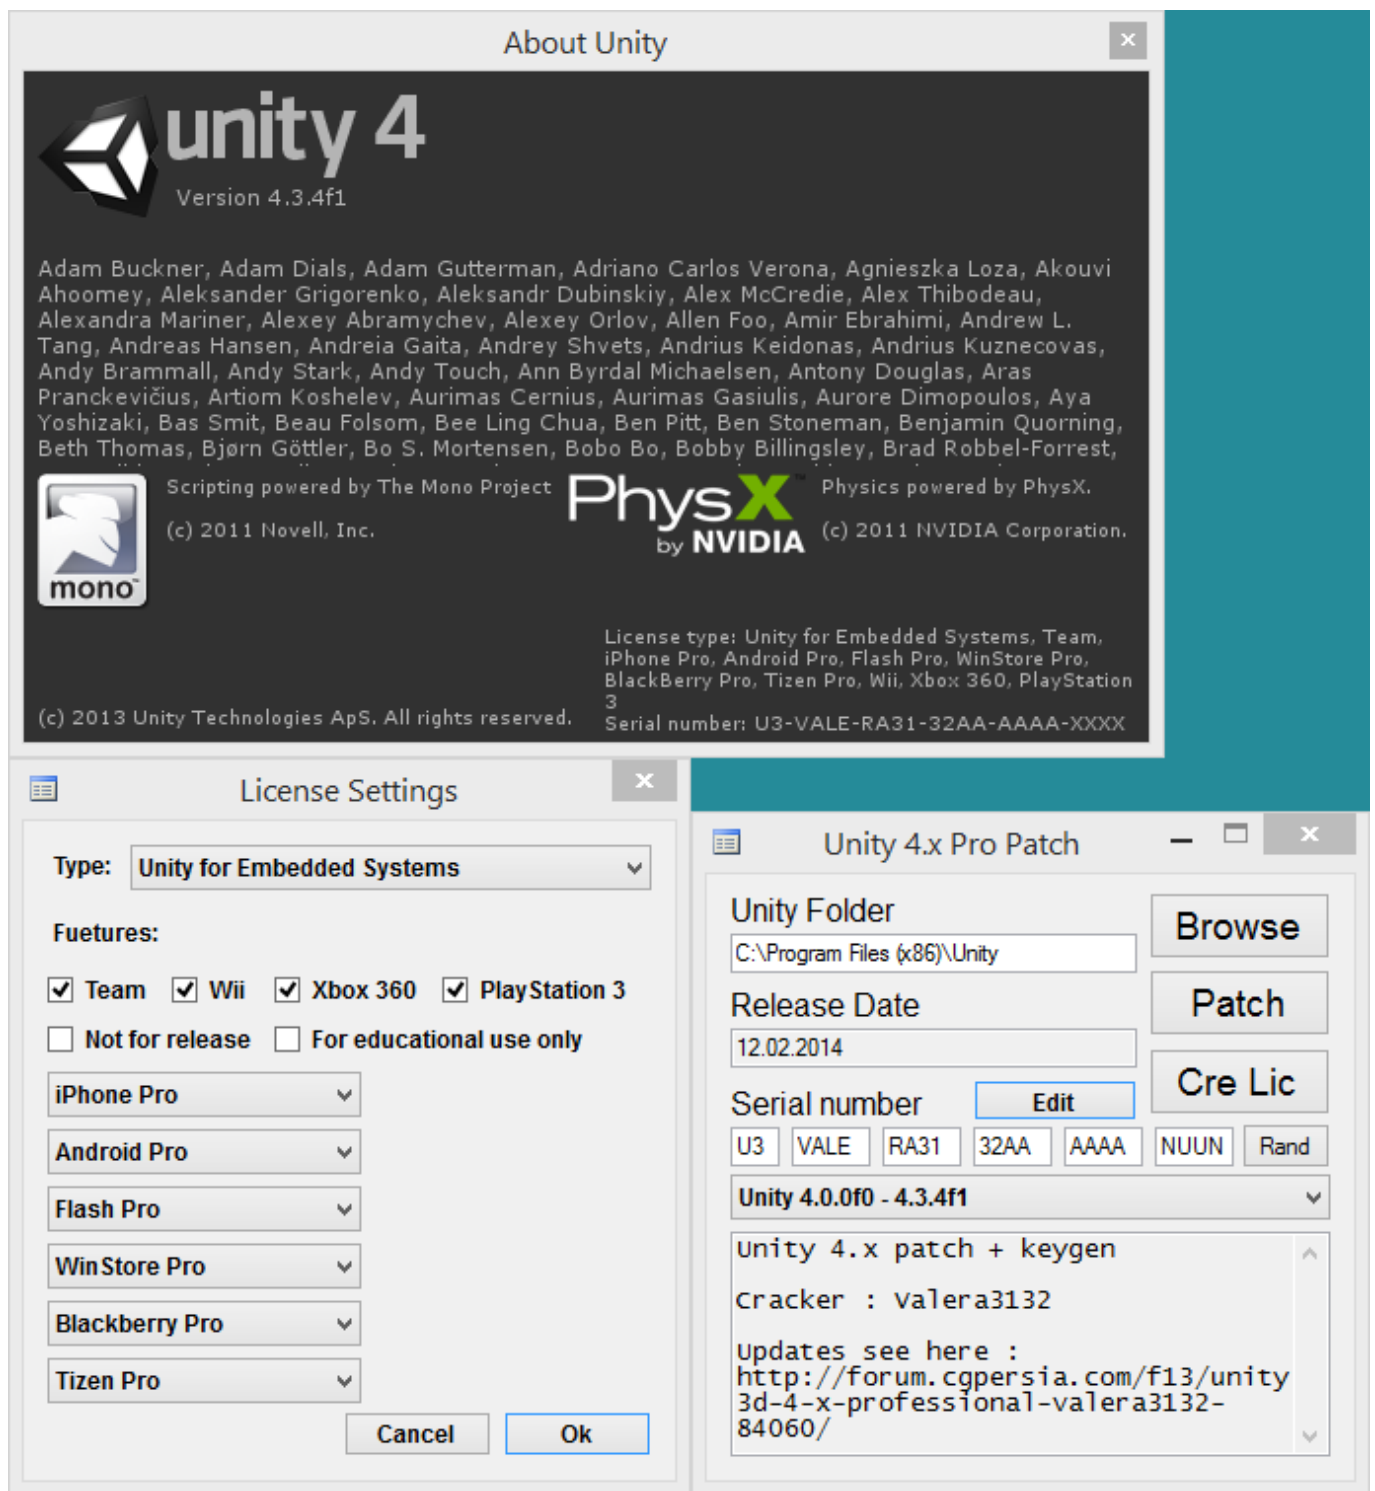 About Unity
unity 4
Version 4.3.4f1
Adam Buckner, Adam Dials, Adam Gutterman, Adriano Carlos Verona, Agnieszka Loza, Akouvi
Ahoomey, Aleksander Grigorenko, Aleksandr Dubinskiy, Alex McCredie, Alex Thibodeau,
Alexandra Mariner, Alexey Abramychev, Alexey Orlov, Allen Foo, Amir Ebrahimi, Andrew L.
Tang, Andreas Hansen, Andreia Gaita, Andrey Shvets, Andrius Keidonas, Andrius Kuznecovas,
Andy Brammall, Andy Stark, Andy Touch, Ann Byrdal Michaelsen, Antony Douglas, Aras
Pranckevičius, Artiom Koshelev, Aurimas Cernius, Aurimas Gasiulis, Aurore Dimopoulos, Aya
Yoshizaki, Bas Smit, Beau Folsom, Bee Ling Chua, Ben Pitt, Ben Stoneman, Benjamin Quorning,
Beth Thomas, Bjørn Göttler, Bo S. Mortensen, Bobo Bo, Bobby Billingsley, Brad Robbel-Forrest,
mono™
Scripting powered by The Mono Project
(c) 2011 Novell, Inc.
PhysX™
by NVIDIA
Physics powered by PhysX.
(c) 2011 NVIDIA Corporation.
License type: Unity for Embedded Systems, Team,
iPhone Pro, Android Pro, Flash Pro, WinStore Pro,
BlackBerry Pro, Tizen Pro, Wii, Xbox 360, PlayStation
3
(c) 2013 Unity Technologies ApS. All rights reserved.
Serial number: U3-VALE-RA31-32AA-AAAA-XXXX
License Settings
Type: Unity for Embedded Systems
Fuetures:
Team Wii Xbox 360 PlayStation 3
Not for release For educational use only
iPhone Pro
Android Pro
Flash Pro
WinStore Pro
Blackberry Pro
Tizen Pro
Cancel Ok
Unity 4.x Pro Patch
Unity Folder
Browse
C:\Program Files (x86)\Unity
Release Date
Patch
12.02.2014
Cre Lic
Serial number Edit
U3 VALE RA31 32AA AAAA NUUN Rand
Unity 4.0.0f0 - 4.3.4f1
Unity 4.x patch + keygen
Cracker : Valera3132
Updates see here :
http://forum.cgpersia.com/f13/unity
3d-4-x-professional-valera3132-
84060/